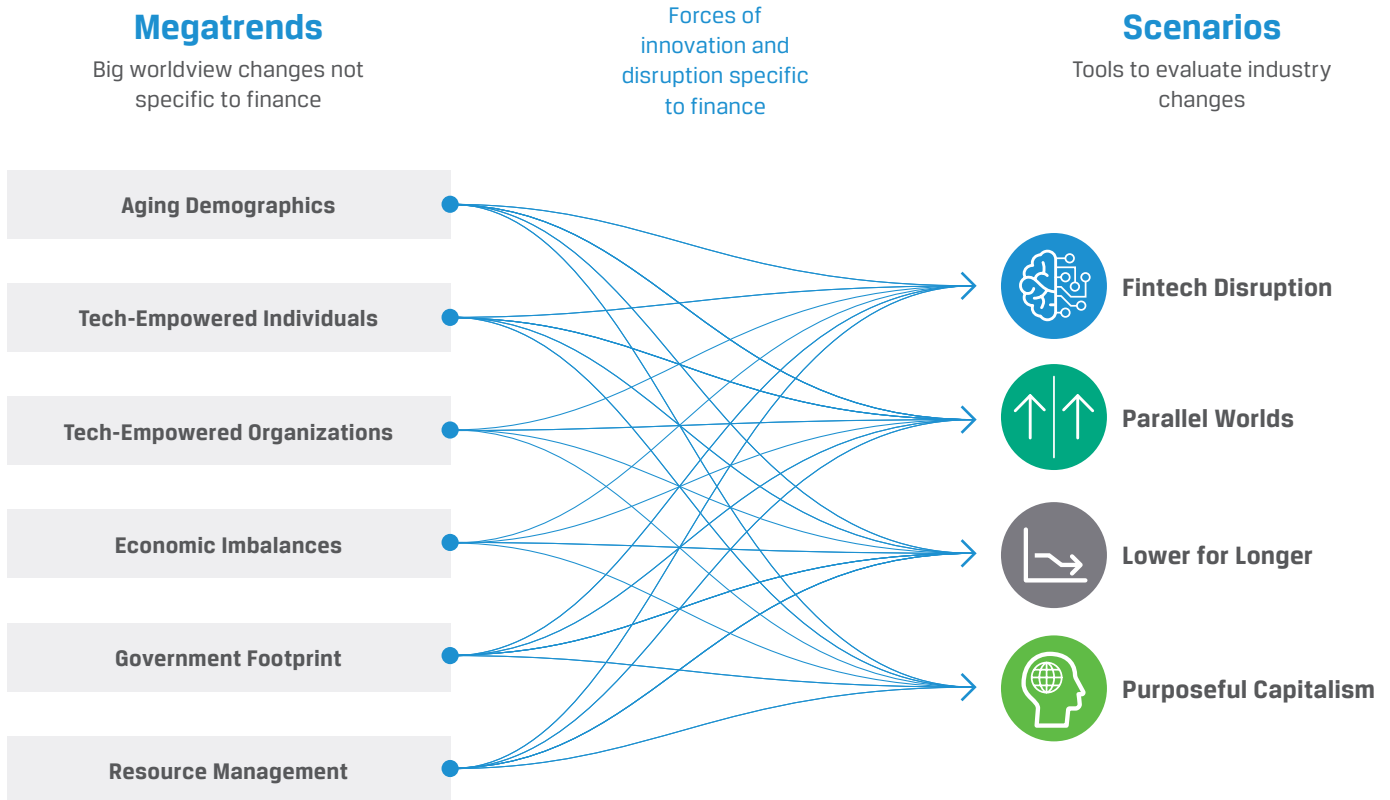 Megatrends
Big worldview changes not
specific to finance
Forces of
innovation and
disruption specific
to finance
Scenarios
Tools to evaluate industry
changes
Aging Demographics
Tech-Empowered Individuals
Tech-Empowered Organizations
Economic Imbalances
Government Footprint
Resource Management
Fintech Disruption
Parallel Worlds
Lower for Longer
Purposeful Capitalism